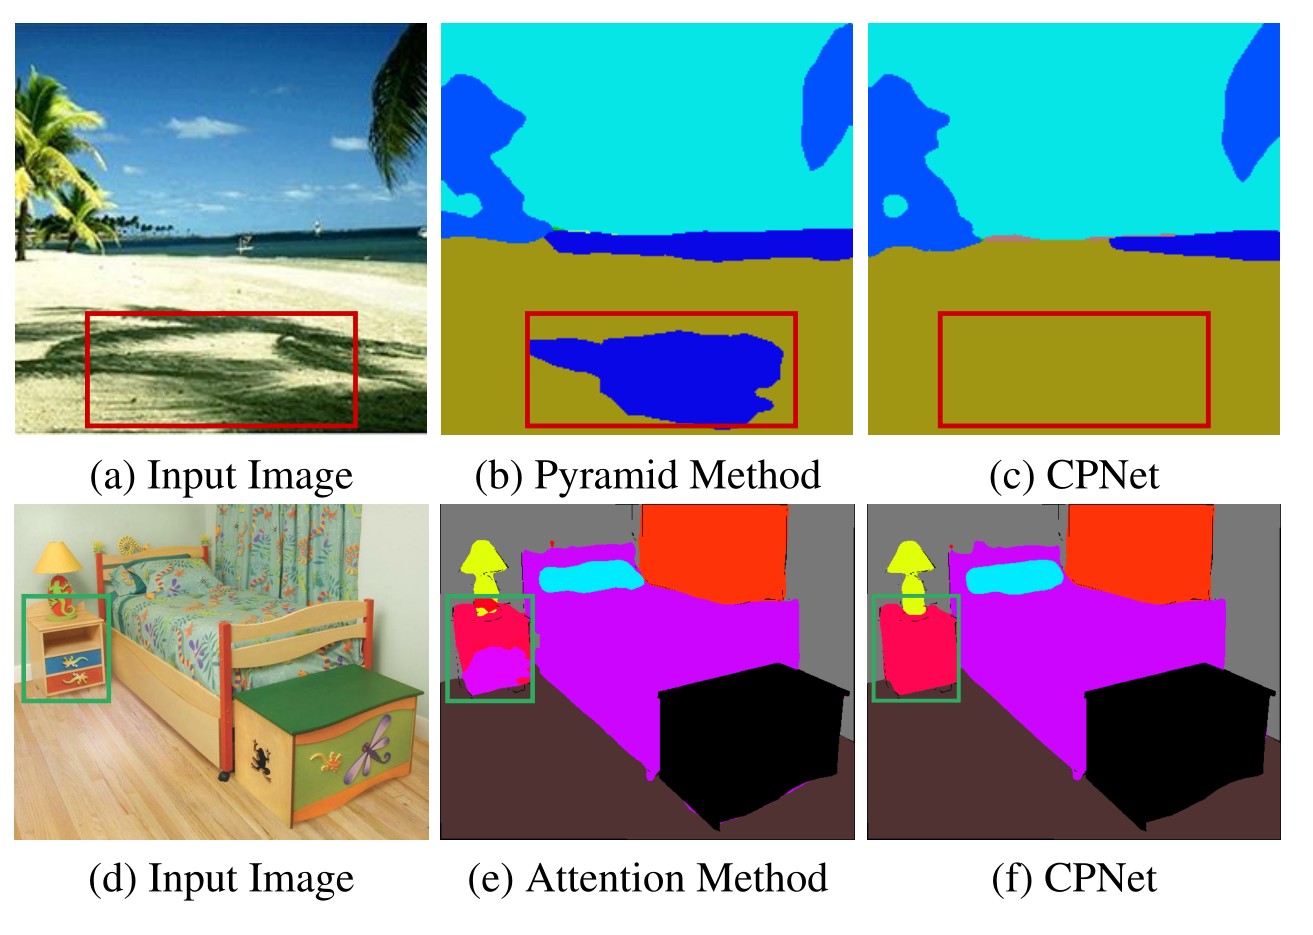 (a) Input Image
(b) Pyramid Method
(c) CPNet
(d) Input Image
(e) Attention Method
(f) CPNet